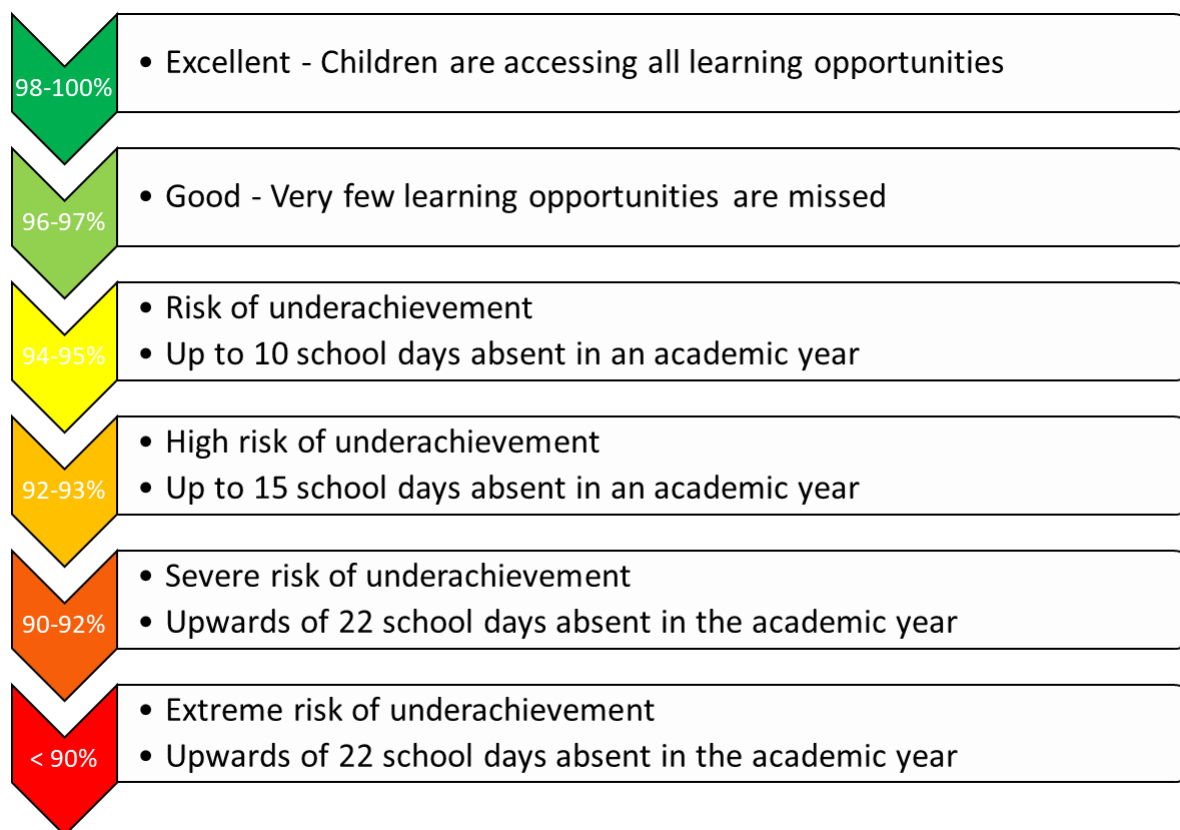 98-100%
• Excellent - Children are accessing all learning opportunities
96-97%
• Good - Very few learning opportunities are missed
94-95%
• Risk of underachievement
• Up to 10 school days absent in an academic year
92-93%
• High risk of underachievement
• Up to 15 school days absent in an academic year
90-92%
• Severe risk of underachievement
• Upwards of 22 school days absent in the academic year
< 90%
• Extreme risk of underachievement
• Upwards of 22 school days absent in the academic year